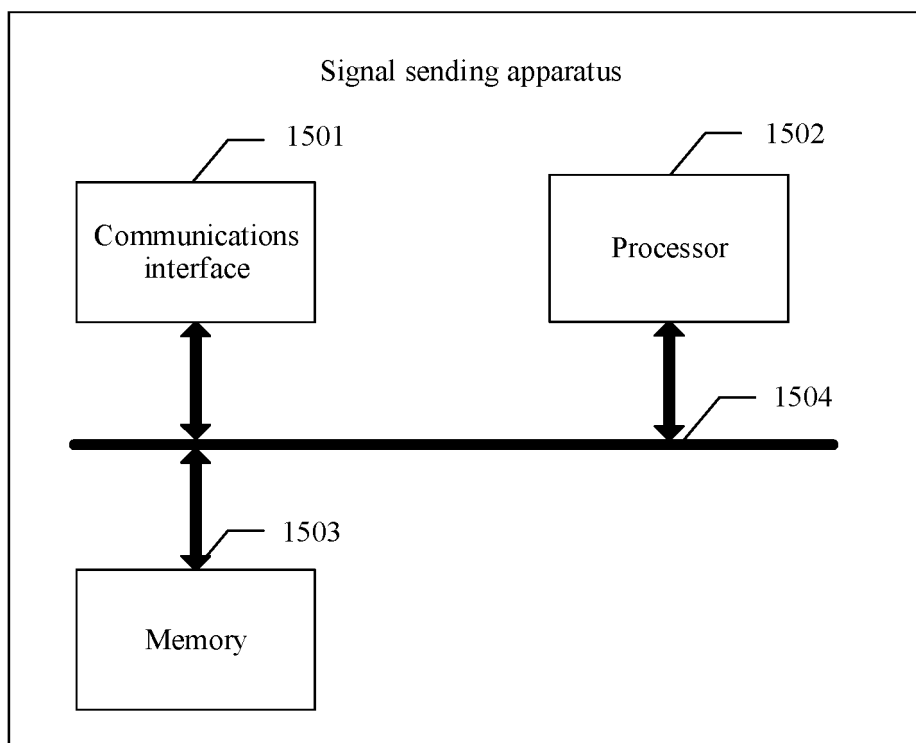 Signal sending apparatus
1501
1502
Communications
interface
Processor
1504
1503
Memory